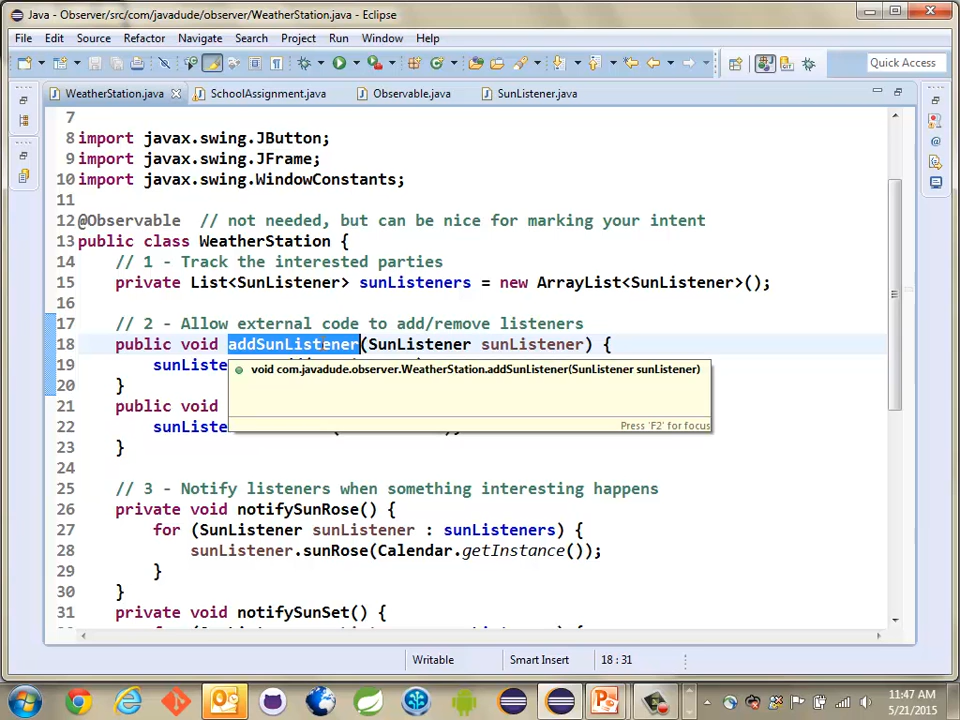 Java - Observer/src/com/javadude/observer/WeatherStation.java - Eclipse
File Edit Source Refactor Navigate Search Project Run Window Help
Quick Access
WeatherStation.java SchoolAssignment.java Observable.java SunListener.java
7
8 import javax.swing.JButton;
9 import javax.swing.JFrame;
10 import javax.swing.WindowConstants;
11
12 @Observable // not needed, but can be nice for marking your intent
13 public class WeatherStation {
14 // 1 - Track the interested parties
15 private List<SunListener> sunListeners = new ArrayList<SunListener>();
16
17 // 2 - Allow external code to add/remove listeners
18 public void addSunListener(SunListener sunListener) {
19 sunListe
void com.javadude.observer.WeatherStation.addSunListener(SunListener sunListener)
20 }
21 public void
22 sunListe
Press 'F2' for focus
23 }
24
25 // 3 - Notify listeners when something interesting happens
26 private void notifySunRose() {
27 for (SunListener sunListener : sunListeners) {
28 sunListener.sunRose(Calendar.getInstance());
29 }
30 }
31 private void notifySunSet() {
Writable Smart Insert 18 : 31
11:47 AM
5/21/2015